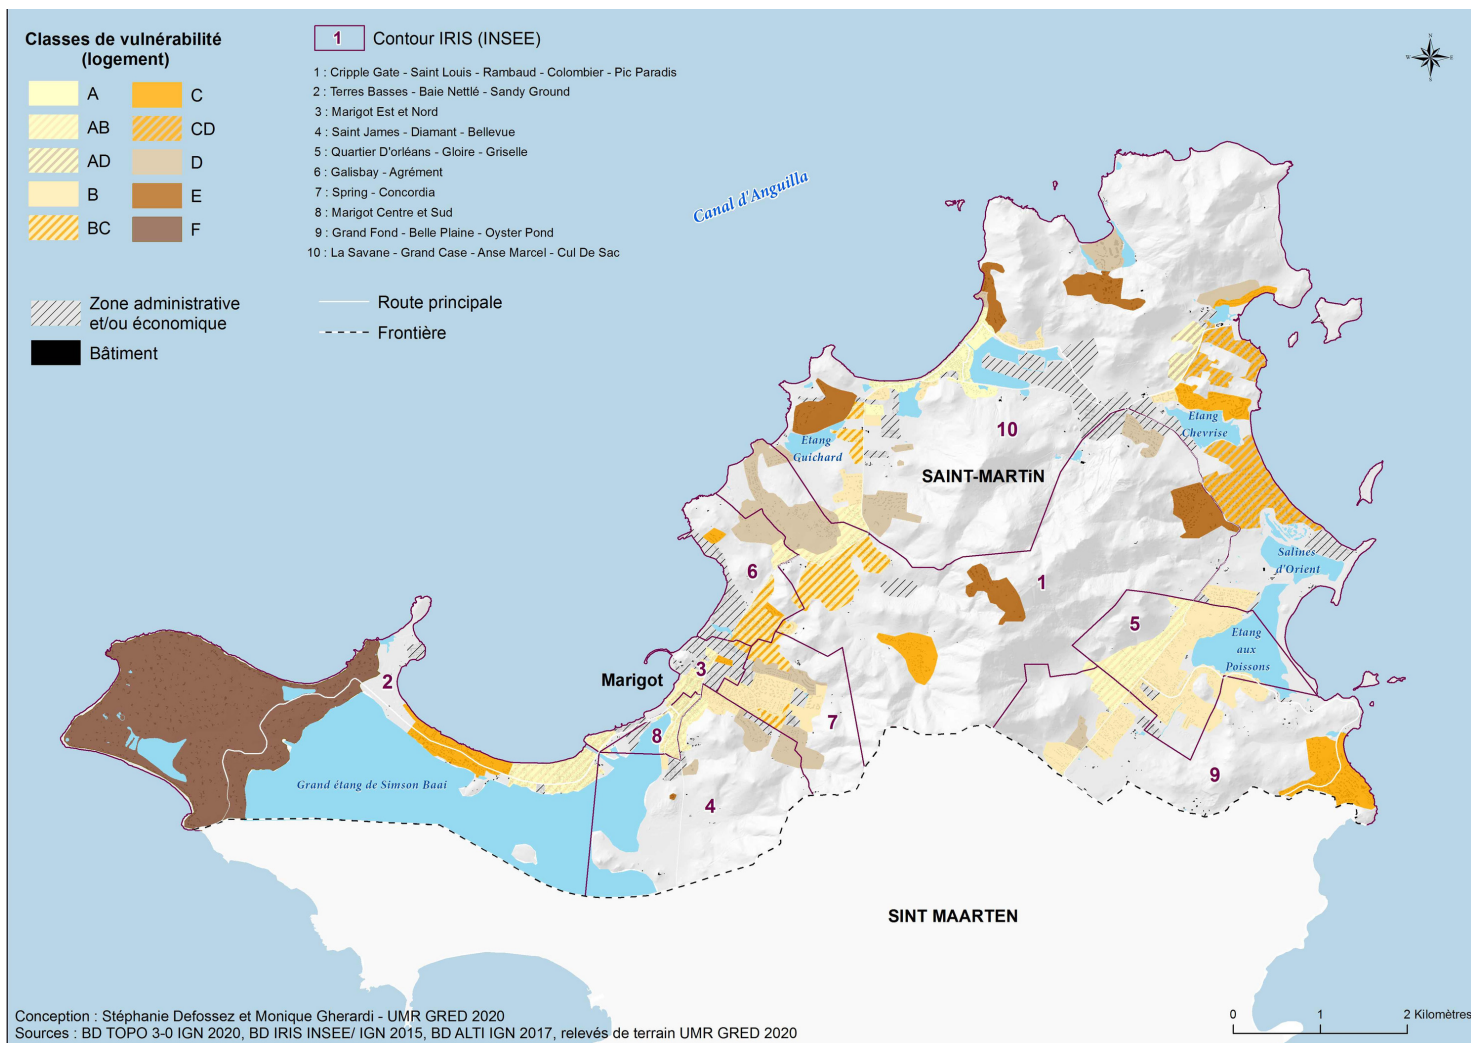 Classes de vulnérabilité
(logement)
A
AB
AD
B
BC
C
CD
D
E
F
Zone administrative
et/ou économique
Bâtiment
1 Contour IRIS (INSEE)
1 : Cripple Gate - Saint Louis - Rambaud - Colombier - Pic Paradis
2 : Terres Basses - Baie Nettlé - Sandy Ground
3 : Marigot Est et Nord
4 : Saint James - Diamant - Bellevue
5 : Quartier D'orléans - Gloire - Griselle
6 : Galisbay - Agrément
7 : Spring - Concordia
8 : Marigot Centre et Sud
9 : Grand Fond - Belle Plaine - Oyster Pond
10 : La Savane - Grand Case - Anse Marcel - Cul De Sac
Route principale
Frontière
N
E
S
W
Canal d'Anguilla
Etang
Chevrise
10
Etang
Guichard
SAINT-MARTiN
Salines
d'Orient
6
1
5
Etang
aux
Poissons
3
Marigot
2
7
8
9
Grand étang de Simson Baai
4
SINT MAARTEN
Conception : Stéphanie Defossez et Monique Gherardi - UMR GRED 2020
Sources : BD TOPO 3-0 IGN 2020, BD IRIS INSEE/ IGN 2015, BD ALTI IGN 2017, relevés de terrain UMR GRED 2020
0 1 2 Kilomètres